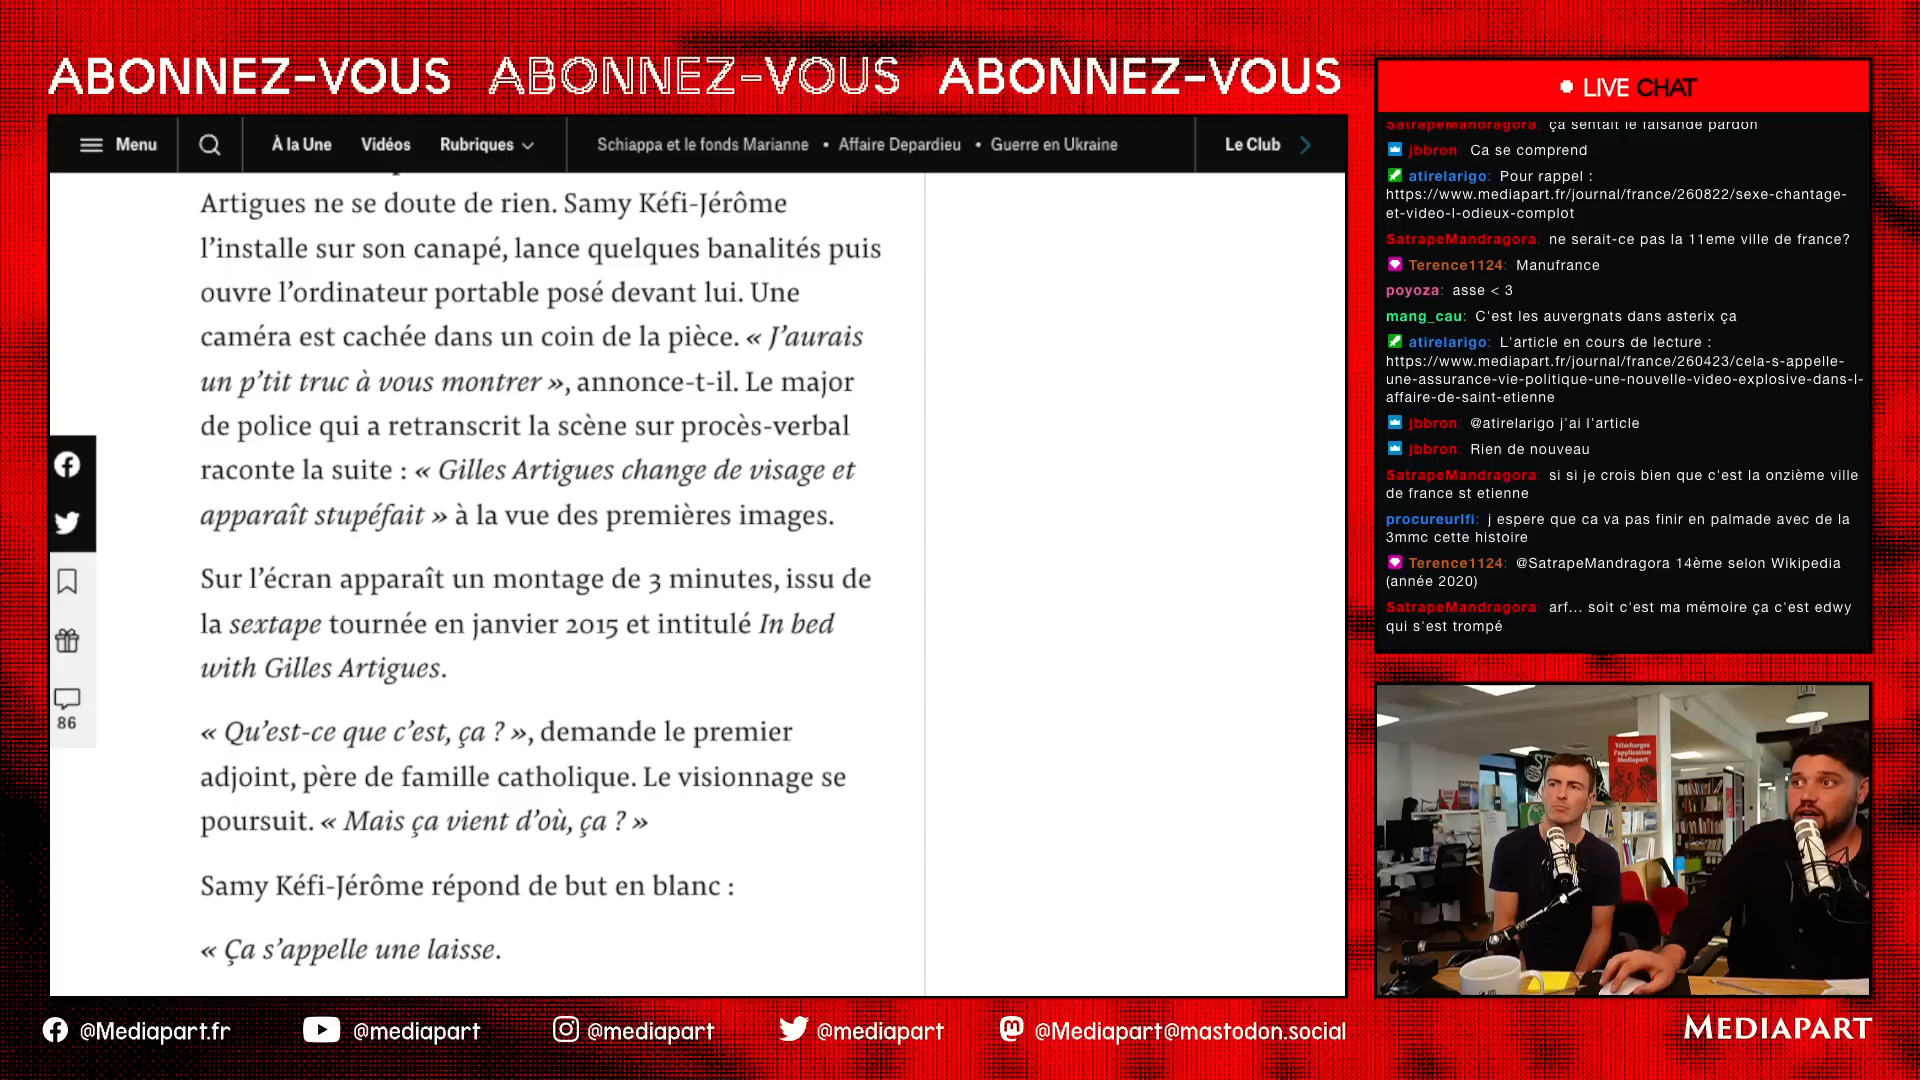 ABONNEZ-VOUS ABONNEZ-VOUS ABONNEZ-VOUS
Menu À la Une Vidéos Rubriques Schiappa et le fonds Marianne • Affaire Depardieu • Guerre en Ukraine Le Club
Artigues ne se doute de rien. Samy Kéfi-Jérôme
l’installe sur son canapé, lance quelques banalités puis
ouvre l’ordinateur portable posé devant lui. Une
caméra est cachée dans un coin de la pièce. « J’aurais
un p’tit truc à vous montrer », annonce-t-il. Le major
de police qui a retranscrit la scène sur procès-verbal
raconte la suite : « Gilles Artigues change de visage et
apparaît stupéfait » à la vue des premières images.
Sur l’écran apparaît un montage de 3 minutes, issu de
la sextape tournée en janvier 2015 et intitulé In bed
with Gilles Artigues.
« Qu’est-ce que c’est, ça ? », demande le premier
adjoint, père de famille catholique. Le visionnage se
poursuit. « Mais ça vient d’où, ça ? »
Samy Kéfi-Jérôme répond de but en blanc :
« Ça s’appelle une laisse.
86
LIVE CHAT
SatrapeMandragora: ça sentait le faisandé pardon
jbbron: Ca se comprend
atirelarigo: Pour rappel :
https://www.mediapart.fr/journal/france/260822/sexe-chantage-
et-video-l-odieux-complot
SatrapeMandragora: ne serait-ce pas la 11eme ville de france?
Terence1124: Manufrance
poyoza: asse < 3
mang_cau: C'est les auvergnats dans asterix ça
atirelarigo: L'article en cours de lecture :
https://www.mediapart.fr/journal/france/260423/cela-s-appelle-
une-assurance-vie-politique-une-nouvelle-video-explosive-dans-l-
affaire-de-saint-etienne
jbbron: @atirelarigo j'ai l'article
jbbron: Rien de nouveau
SatrapeMandragora: si si je crois bien que c'est la onzième ville
de france st etienne
procureurlfi: j espere que ca va pas finir en palmade avec de la
3mmc cette histoire
Terence1124: @SatrapeMandragora 14ème selon Wikipedia
(année 2020)
SatrapeMandragora: arf... soit c'est ma mémoire ça c'est edwy
qui s'est trompé
Téléchargez
l'application
Mediapart
@Mediapart.fr @mediapart @mediapart @mediapart @Mediapart@mastodon.social
MEDIAPART